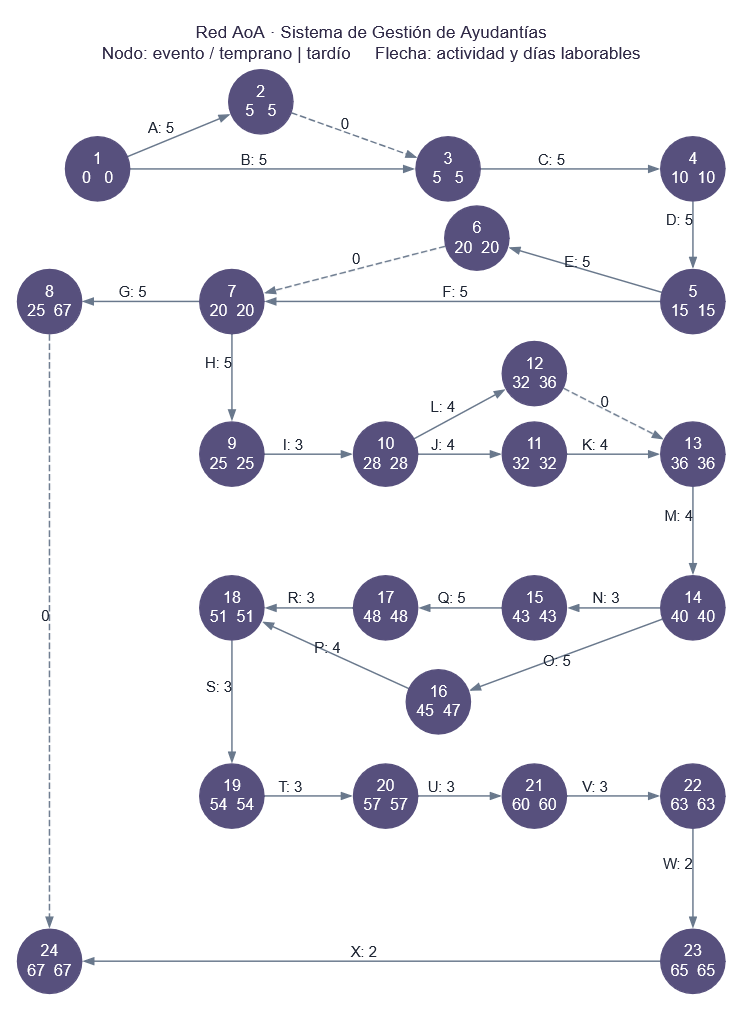 Red AoA · Sistema de Gestión de Ayudantías
Nodo: evento / temprano | tardío Flecha: actividad y días laborables
2
5 5
A: 5
0
1
0 0
B: 5
3
5 5
C: 5
4
10 10
D: 5
6
20 20
0
E: 5
8
25 67
G: 5
7
20 20
F: 5
5
15 15
H: 5
12
32 36
L: 4
0
9
25 25
I: 3
10
28 28
J: 4
11
32 32
K: 4
13
36 36
M: 4
18
51 51
R: 3
17
48 48
Q: 5
15
43 43
N: 3
14
40 40
0
P: 4
O: 5
S: 3
16
45 47
19
54 54
T: 3
20
57 57
U: 3
21
60 60
V: 3
22
63 63
W: 2
24
67 67
X: 2
23
65 65